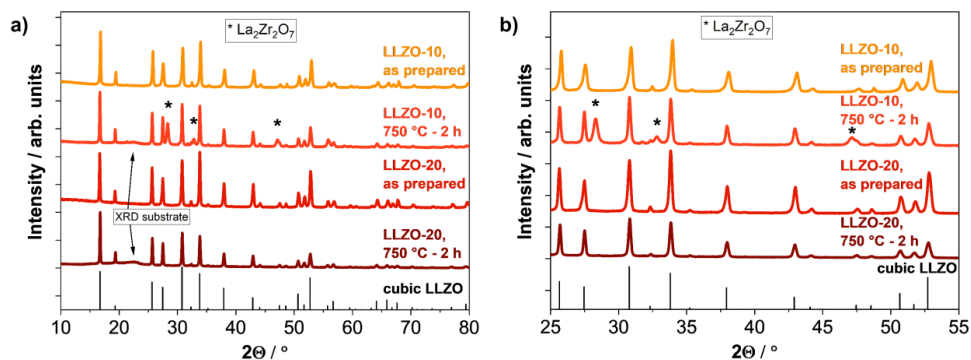 a)
* La2Zr2O7
LLZO-10,
as prepared
LLZO-10,
750 °C - 2 h
LLZO-20,
as prepared
LLZO-20,
750 °C - 2 h
cubic LLZO
XRD substrate
* * *
Intensity / arb. units
10 20 30 40 50 60 70 80
2Θ / °
b)
* La2Zr2O7
LLZO-10,
as prepared
LLZO-10,
750 °C - 2 h
LLZO-20,
as prepared
LLZO-20,
750 °C - 2 h
cubic LLZO
* * *
Intensity / arb. units
25 30 35 40 45 50 55
2Θ / °